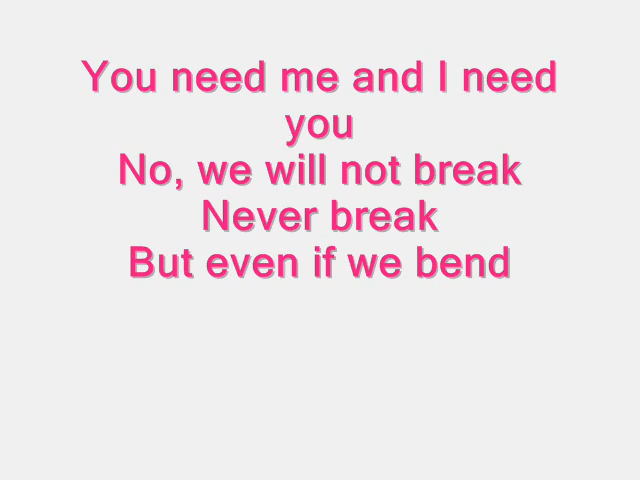 You need me and I need
you
No, we will not break
Never break
But even if we bend